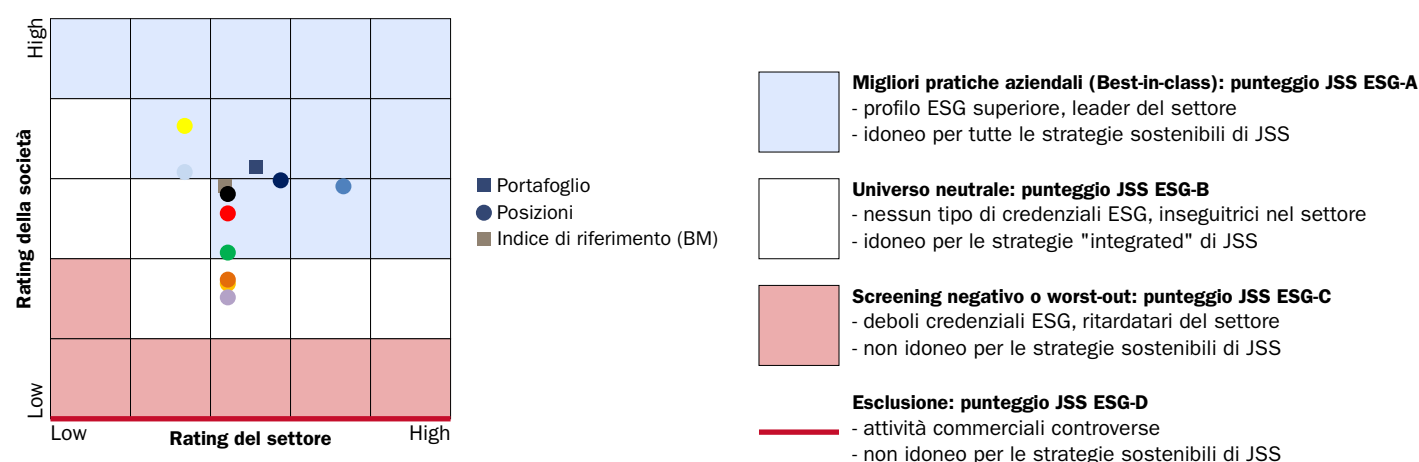 High
Rating della società
Low
Low
Rating del settore
High
Portafoglio
Posizioni
Indice di riferimento (BM)
Migliori pratiche aziendali (Best-in-class): punteggio JSS ESG-A
- profilo ESG superiore, leader del settore
- idoneo per tutte le strategie sostenibili di JSS
Universo neutrale: punteggio JSS ESG-B
- nessun tipo di credenziali ESG, inseguitrici nel settore
- idoneo per le strategie "integrated" di JSS
Screening negativo o worst-out: punteggio JSS ESG-C
- deboli credenziali ESG, ritardatari del settore
- non idoneo per le strategie sostenibili di JSS
Esclusione: punteggio JSS ESG-D
- attività commerciali controverse
- non idoneo per le strategie sostenibili di JSS